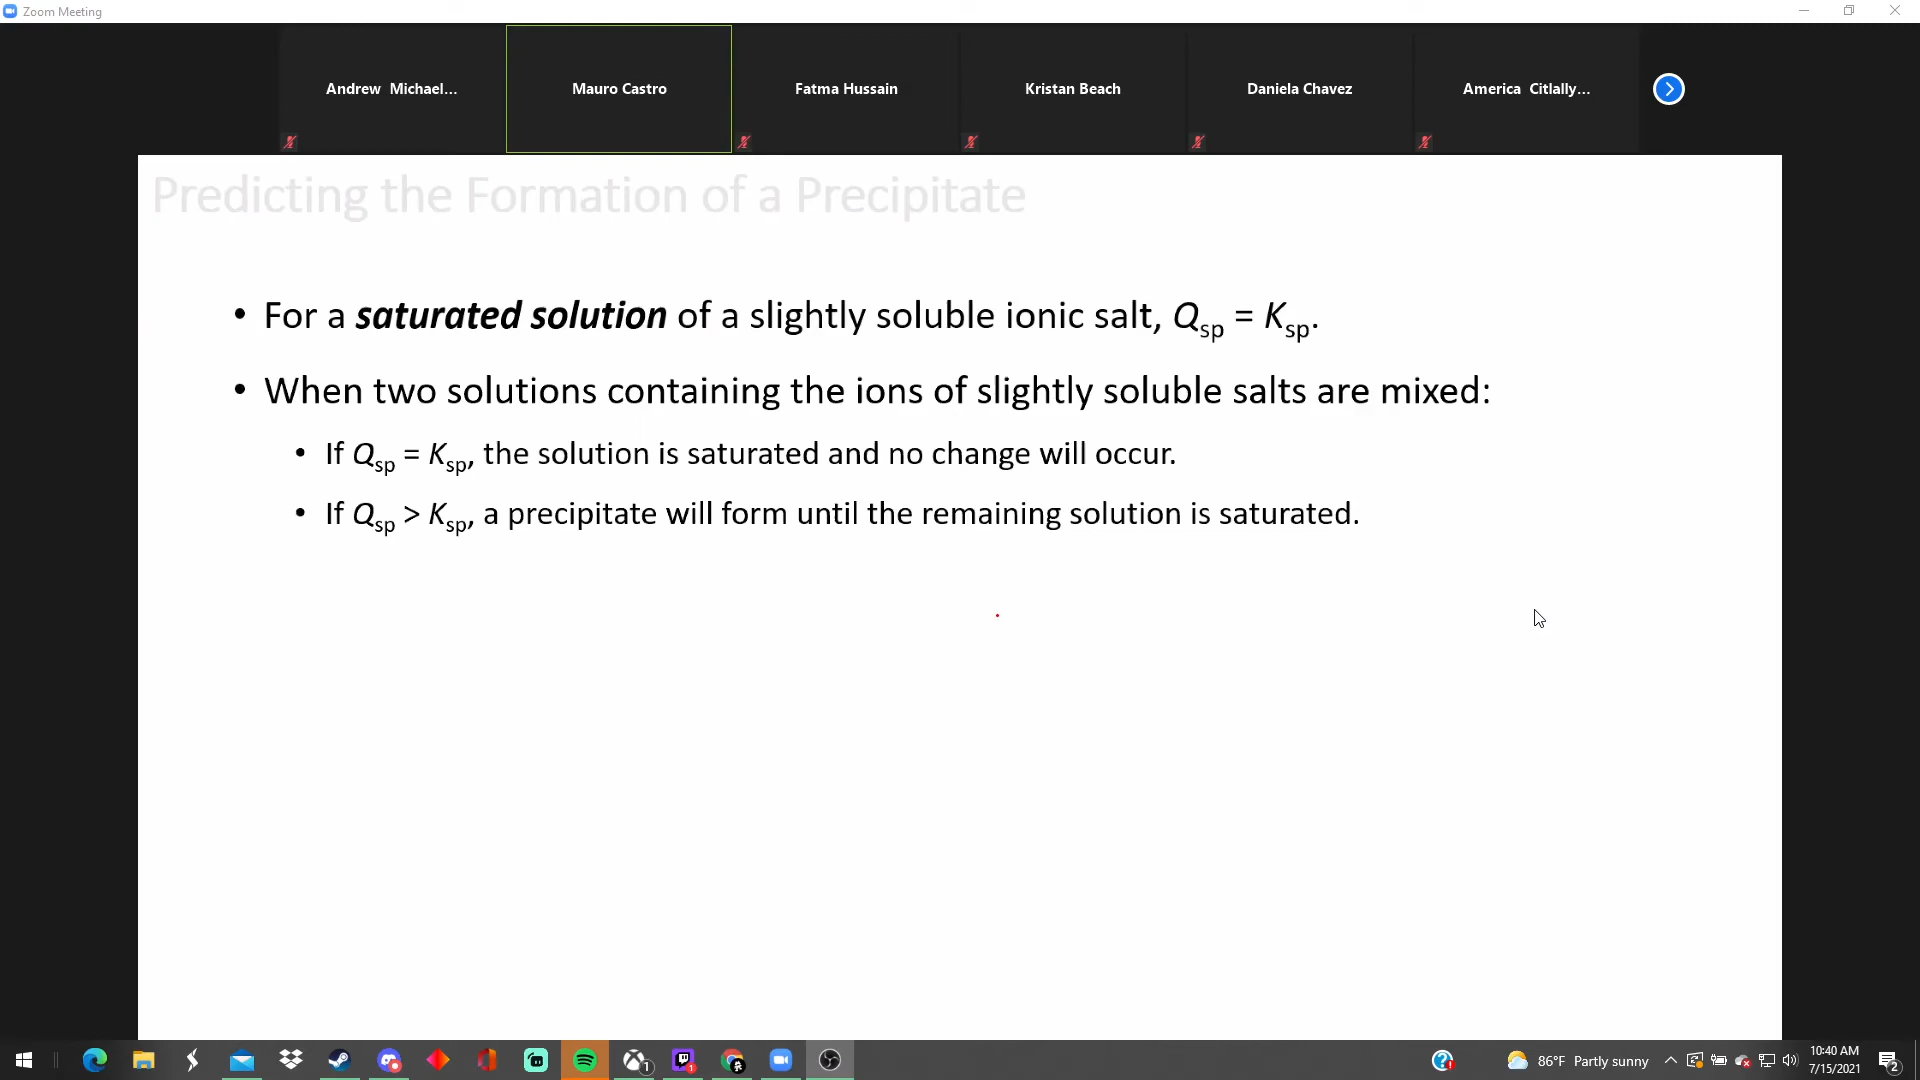 Zoom Meeting
Andrew Michael...
Mauro Castro
Fatma Hussain
Kristan Beach
Daniela Chavez
America Citlally...
Predicting the Formation of a Precipitate
• For a saturated solution of a slightly soluble ionic salt, Qsp = Ksp.
• When two solutions containing the ions of slightly soluble salts are mixed:
• If Qsp = Ksp, the solution is saturated and no change will occur.
• If Qsp > Ksp, a precipitate will form until the remaining solution is saturated.
1
1
86°F Partly sunny
10:40 AM
7/15/2021
2